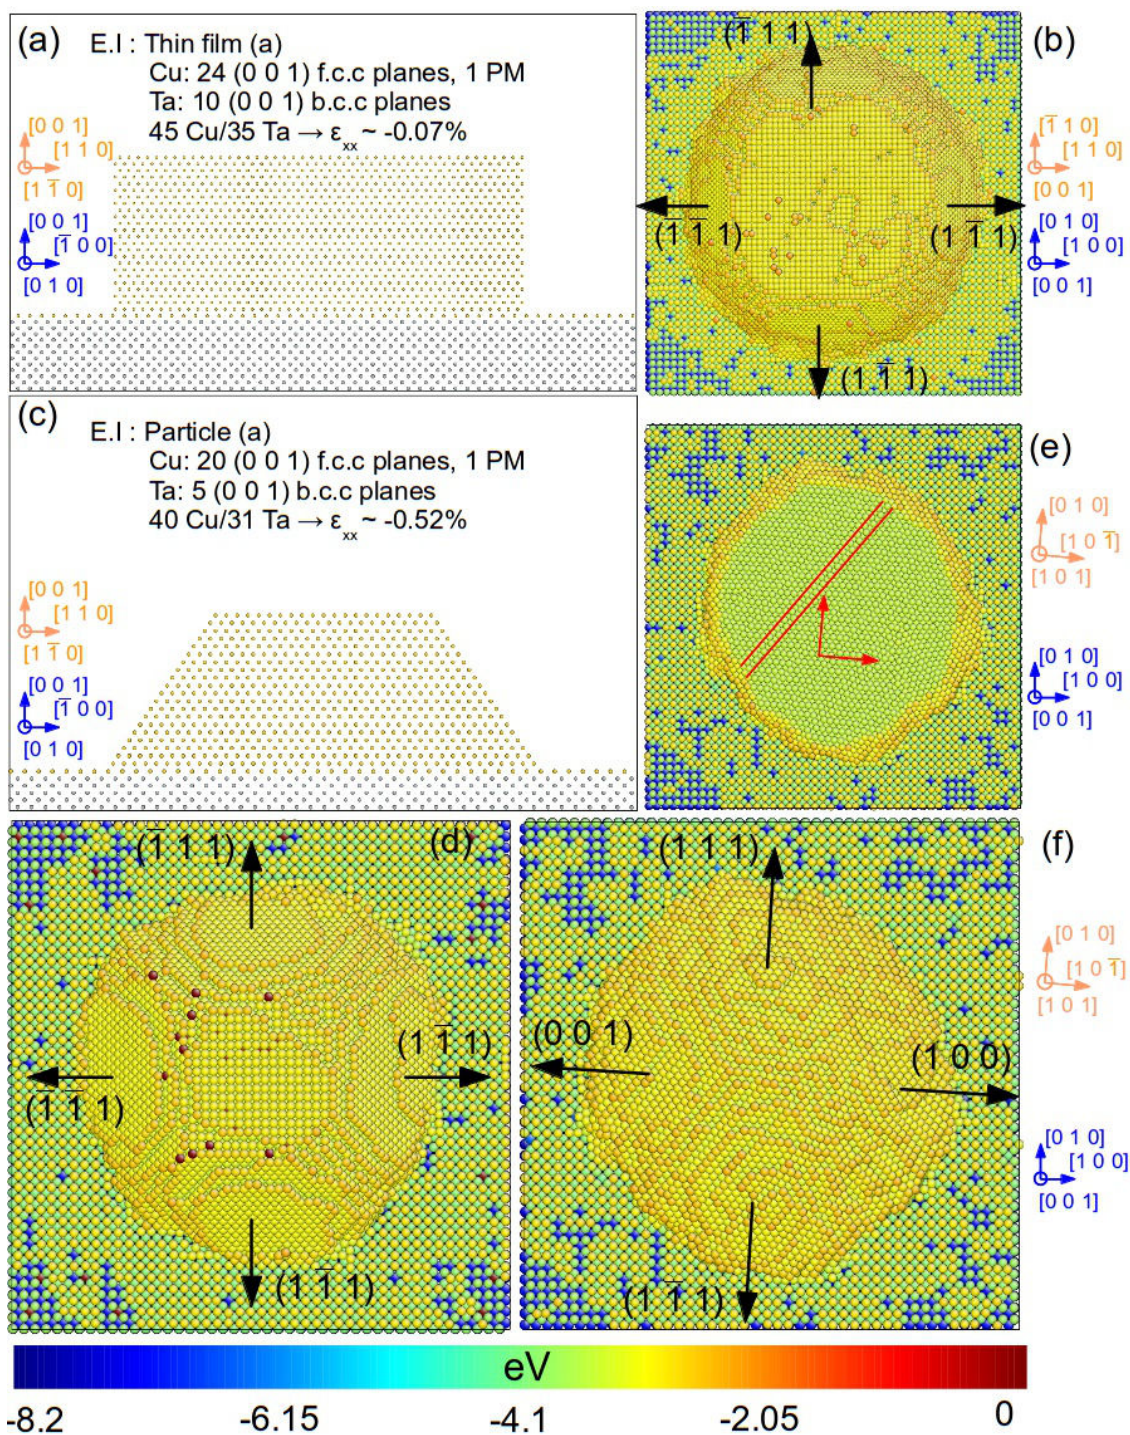 (a)
E.I : Thin film (a)
Cu: 24 (0 0 1) f.c.c planes, 1 PM
Ta: 10 (0 0 1) b.c.c planes
45 Cu/35 Ta → ε_xx ~ -0.07%
[0 0 1]
[1 1 0]
[1 1̅ 0]
[0 0 1]
[1̅ 0 0]
[0 1 0]
(b)
(1̅ 1 1)
(1̅ 1̅ 1)
(1 1̅ 1)
(1 1̅ 1)
[1̅ 1 0]
[1 1 0]
[0 0 1]
[0 1 0]
[1 0 0]
[0 0 1]
(c)
E.I : Particle (a)
Cu: 20 (0 0 1) f.c.c planes, 1 PM
Ta: 5 (0 0 1) b.c.c planes
40 Cu/31 Ta → ε_xx ~ -0.52%
[0 0 1]
[1 1 0]
[1 1̅ 0]
[0 0 1]
[1̅ 0 0]
[0 1 0]
(e)
[0 1 0]
[1 0 1̅]
[1 0 1]
[0 1 0]
[1 0 0]
[0 0 1]
(d)
(1̅ 1 1)
(1 1̅ 1)
(1̅ 1̅ 1)
(1 1̅ 1)
(f)
(1 1 1)
(0 0 1)
(1 0 0)
(1 1̅ 1)
[0 1 0]
[1 0 1̅]
[1 0 1]
[0 1 0]
[1 0 0]
[0 0 1]
eV
-8.2 -6.15 -4.1 -2.05 0